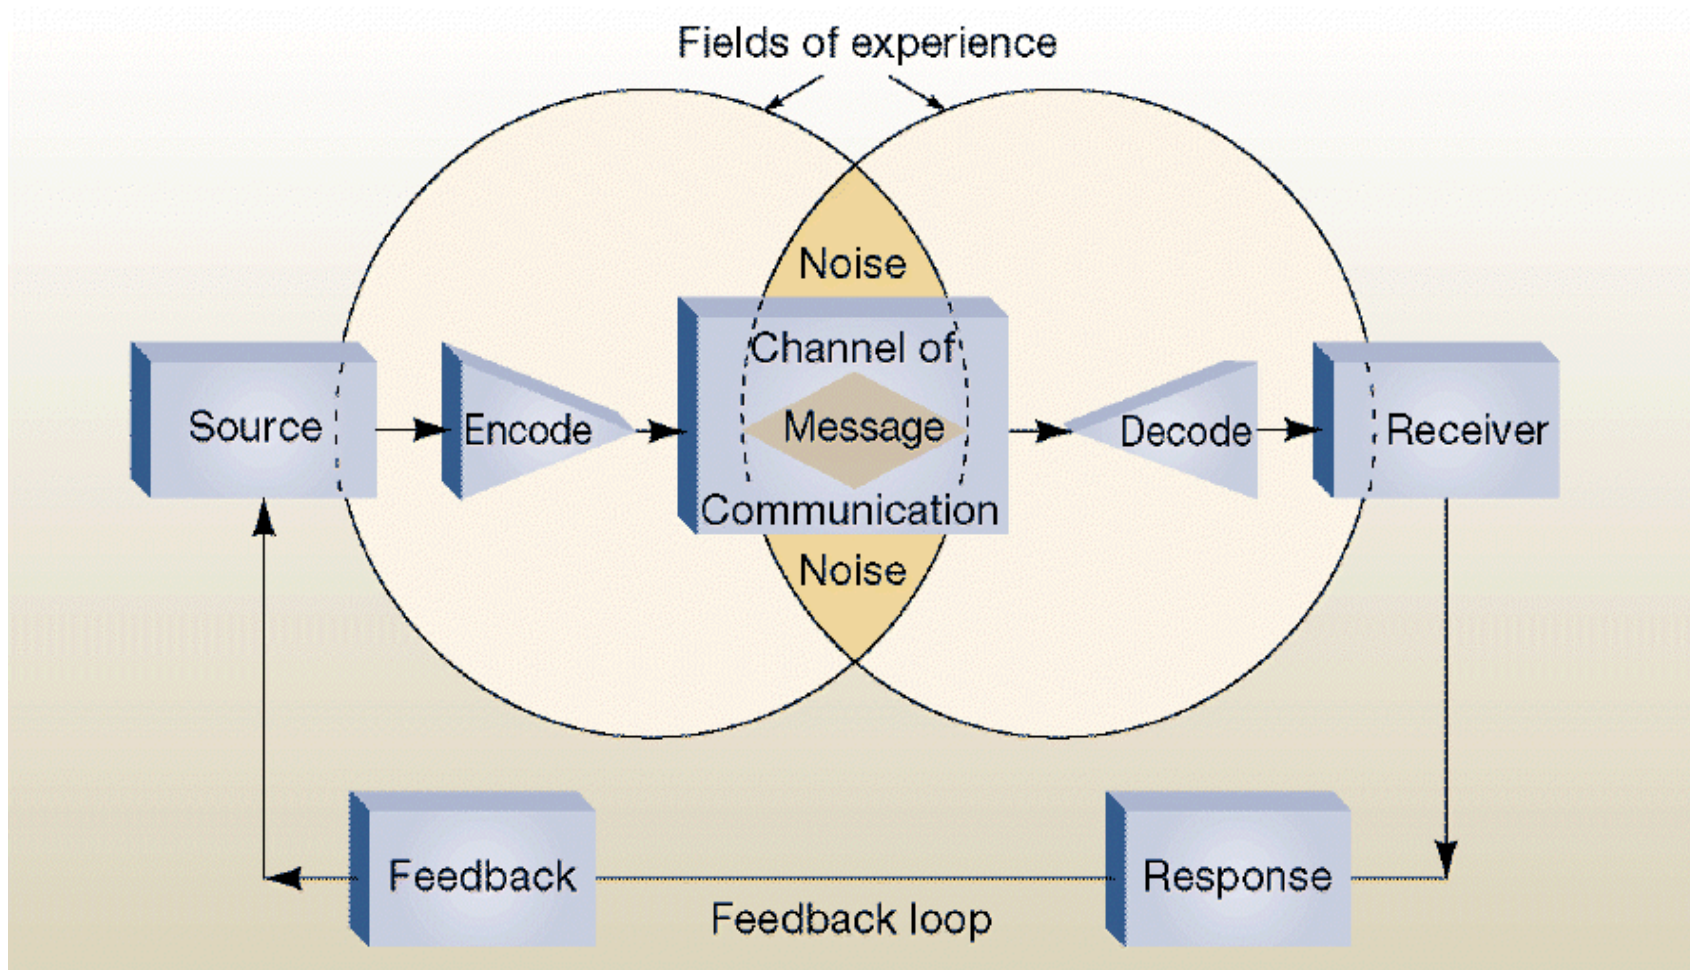 Fields of experience
Noise
Channel of
Source
Encode
Message
Decode
Receiver
Communication
Noise
Feedback
Response
Feedback loop